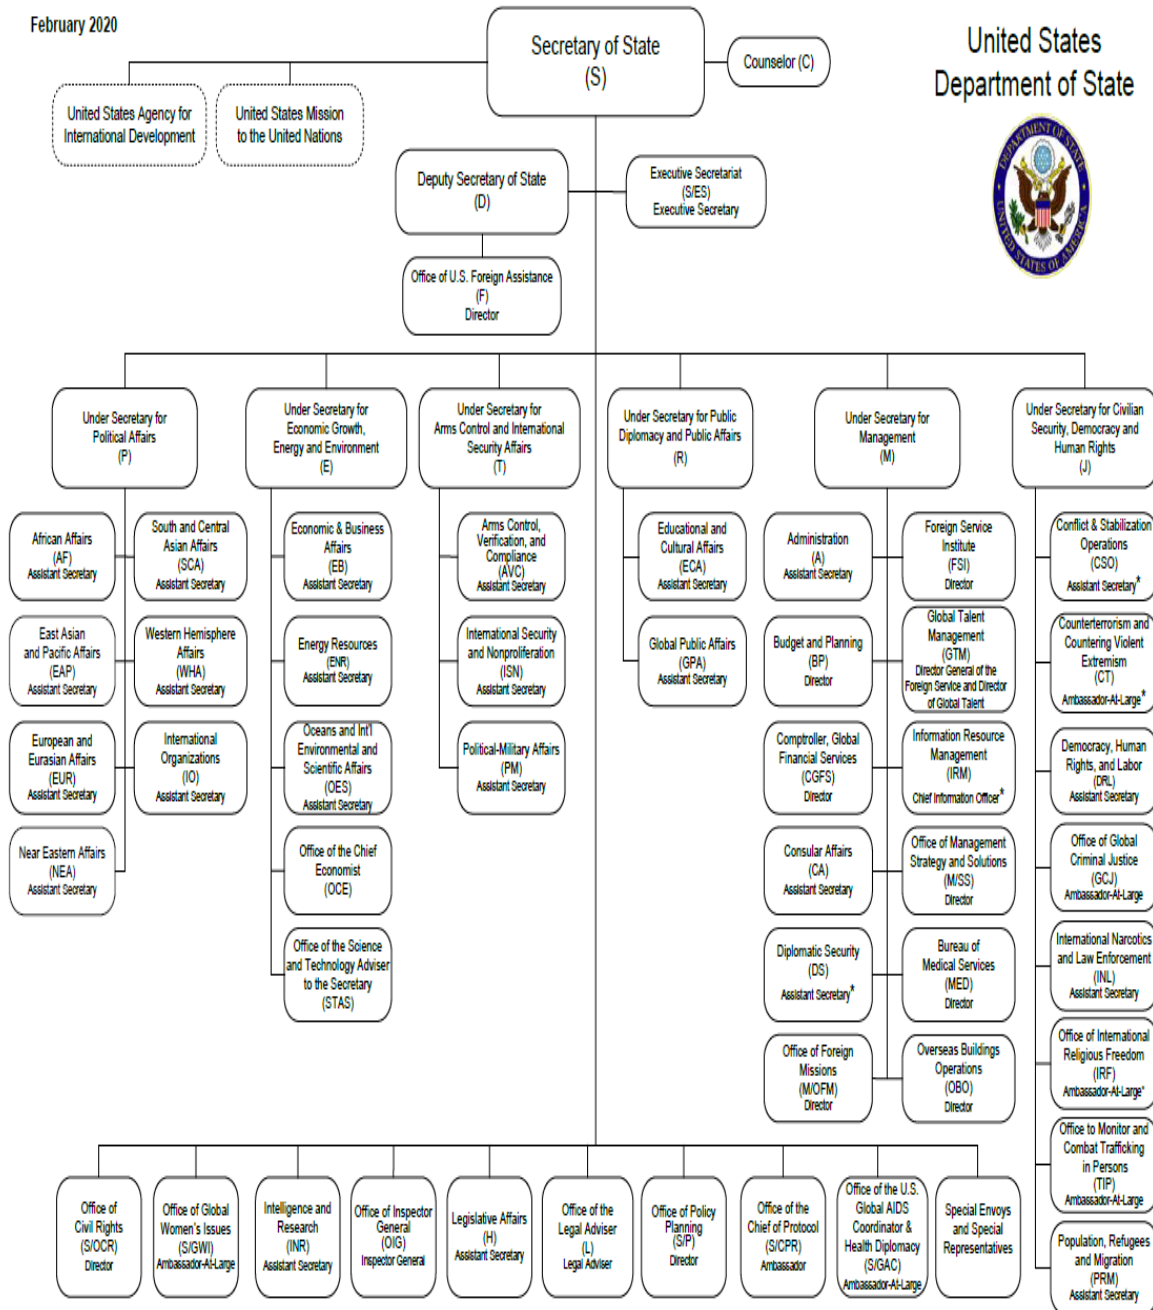 February 2020
United States
Department of State
DEPARTMENT OF STATE
UNITED STATES OF AMERICA
Secretary of State
(S)
Counselor (C)
United States Agency for
International Development
United States Mission
to the United Nations
Deputy Secretary of State
(D)
Executive Secretariat
(S/ES)
Executive Secretary
Office of U.S. Foreign Assistance
(F)
Director
Under Secretary for
Political Affairs
(P)
Under Secretary for
Economic Growth,
Energy and Environment
(E)
Under Secretary for
Arms Control and International
Security Affairs
(T)
Under Secretary for Public
Diplomacy and Public Affairs
(R)
Under Secretary for
Management
(M)
Under Secretary for Civilian
Security, Democracy and
Human Rights
(J)
African Affairs
(AF)
Assistant Secretary
South and Central
Asian Affairs
(SCA)
Assistant Secretary
East Asian
and Pacific Affairs
(EAP)
Assistant Secretary
Western Hemisphere
Affairs
(WHA)
Assistant Secretary
European and
Eurasian Affairs
(EUR)
Assistant Secretary
International
Organizations
(IO)
Assistant Secretary
Near Eastern Affairs
(NEA)
Assistant Secretary
Economic & Business
Affairs
(EB)
Assistant Secretary
Energy Resources
(ENR)
Assistant Secretary
Oceans and Int'l
Environmental and
Scientific Affairs
(OES)
Assistant Secretary
Office of the Chief
Economist
(OCE)
Office of the Science
and Technology Adviser
to the Secretary
(STAS)
Arms Control,
Verification, and
Compliance
(AVC)
Assistant Secretary
International Security
and Nonproliferation
(ISN)
Assistant Secretary
Political-Military Affairs
(PM)
Assistant Secretary
Educational and
Cultural Affairs
(ECA)
Assistant Secretary
Global Public Affairs
(GPA)
Assistant Secretary
Administration
(A)
Assistant Secretary
Foreign Service
Institute
(FSI)
Director
Budget and Planning
(BP)
Director
Global Talent
Management
(GTM)
Director General of the
Foreign Service and Director
of Global Talent
Comptroller, Global
Financial Services
(CGFS)
Director
Information Resource
Management
(IRM)
Chief Information Officer*
Consular Affairs
(CA)
Assistant Secretary
Office of Management
Strategy and Solutions
(M/SS)
Director
Diplomatic Security
(DS)
Assistant Secretary*
Bureau of
Medical Services
(MED)
Director
Office of Foreign
Missions
(M/OFM)
Director
Overseas Buildings
Operations
(OBO)
Director
Conflict & Stabilization
Operations
(CSO)
Assistant Secretary*
Counterterrorism and
Countering Violent
Extremism
(CT)
Ambassador-At-Large*
Democracy, Human
Rights, and Labor
(DRL)
Assistant Secretary
Office of Global
Criminal Justice
(GCJ)
Ambassador-At-Large
International Narcotics
and Law Enforcement
(INL)
Assistant Secretary
Office of International
Religious Freedom
(IRF)
Ambassador-At-Large*
Office to Monitor and
Combat Trafficking
in Persons
(TIP)
Ambassador-At-Large
Population, Refugees
and Migration
(PRM)
Assistant Secretary
Office of
Civil Rights
(S/OCR)
Director
Office of Global
Women's Issues
(S/GWI)
Ambassador-At-Large
Intelligence and
Research
(INR)
Assistant Secretary
Office of Inspector
General
(OIG)
Inspector General
Legislative Affairs
(H)
Assistant Secretary
Office of the
Legal Adviser
(L)
Legal Adviser
Office of Policy
Planning
(S/P)
Director
Office of the
Chief of Protocol
(S/CPR)
Ambassador
Office of the U.S.
Global AIDS
Coordinator &
Health Diplomacy
(S/GAC)
Ambassador-At-Large
Special Envoys
and Special
Representatives